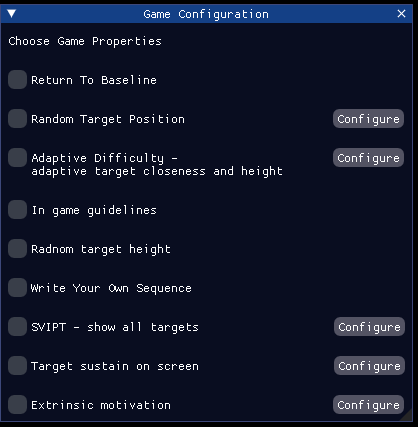 Game Configuration
Choose Game Properties
Return To Baseline
Random Target Position Configure
Adaptive Difficulty – Configure
adaptive target closeness and height
In game guidelines
Radnom target height
Write Your Own Sequence
SVIPT – show all targets Configure
Target sustain on screen Configure
Extrinsic motivation Configure